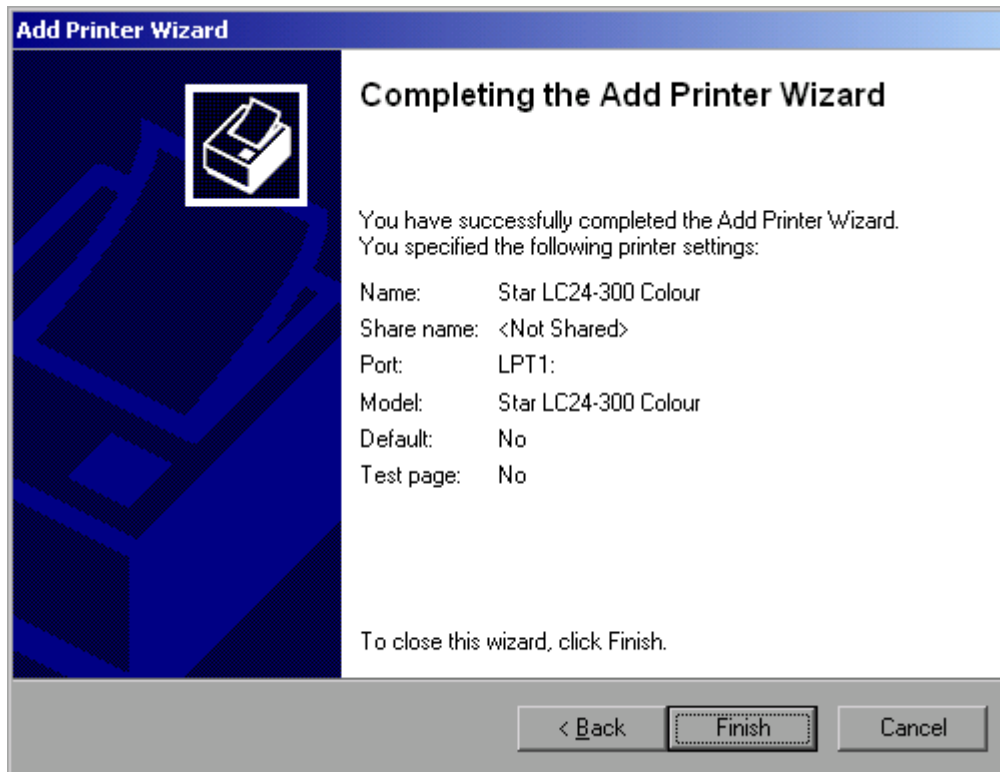 Add Printer Wizard
Completing the Add Printer Wizard
You have successfully completed the Add Printer Wizard.
You specified the following printer settings:
Name: Star LC24-300 Colour
Share name: <Not Shared>
Port: LPT1:
Model: Star LC24-300 Colour
Default: No
Test page: No
To close this wizard, click Finish.
< Back Finish Cancel